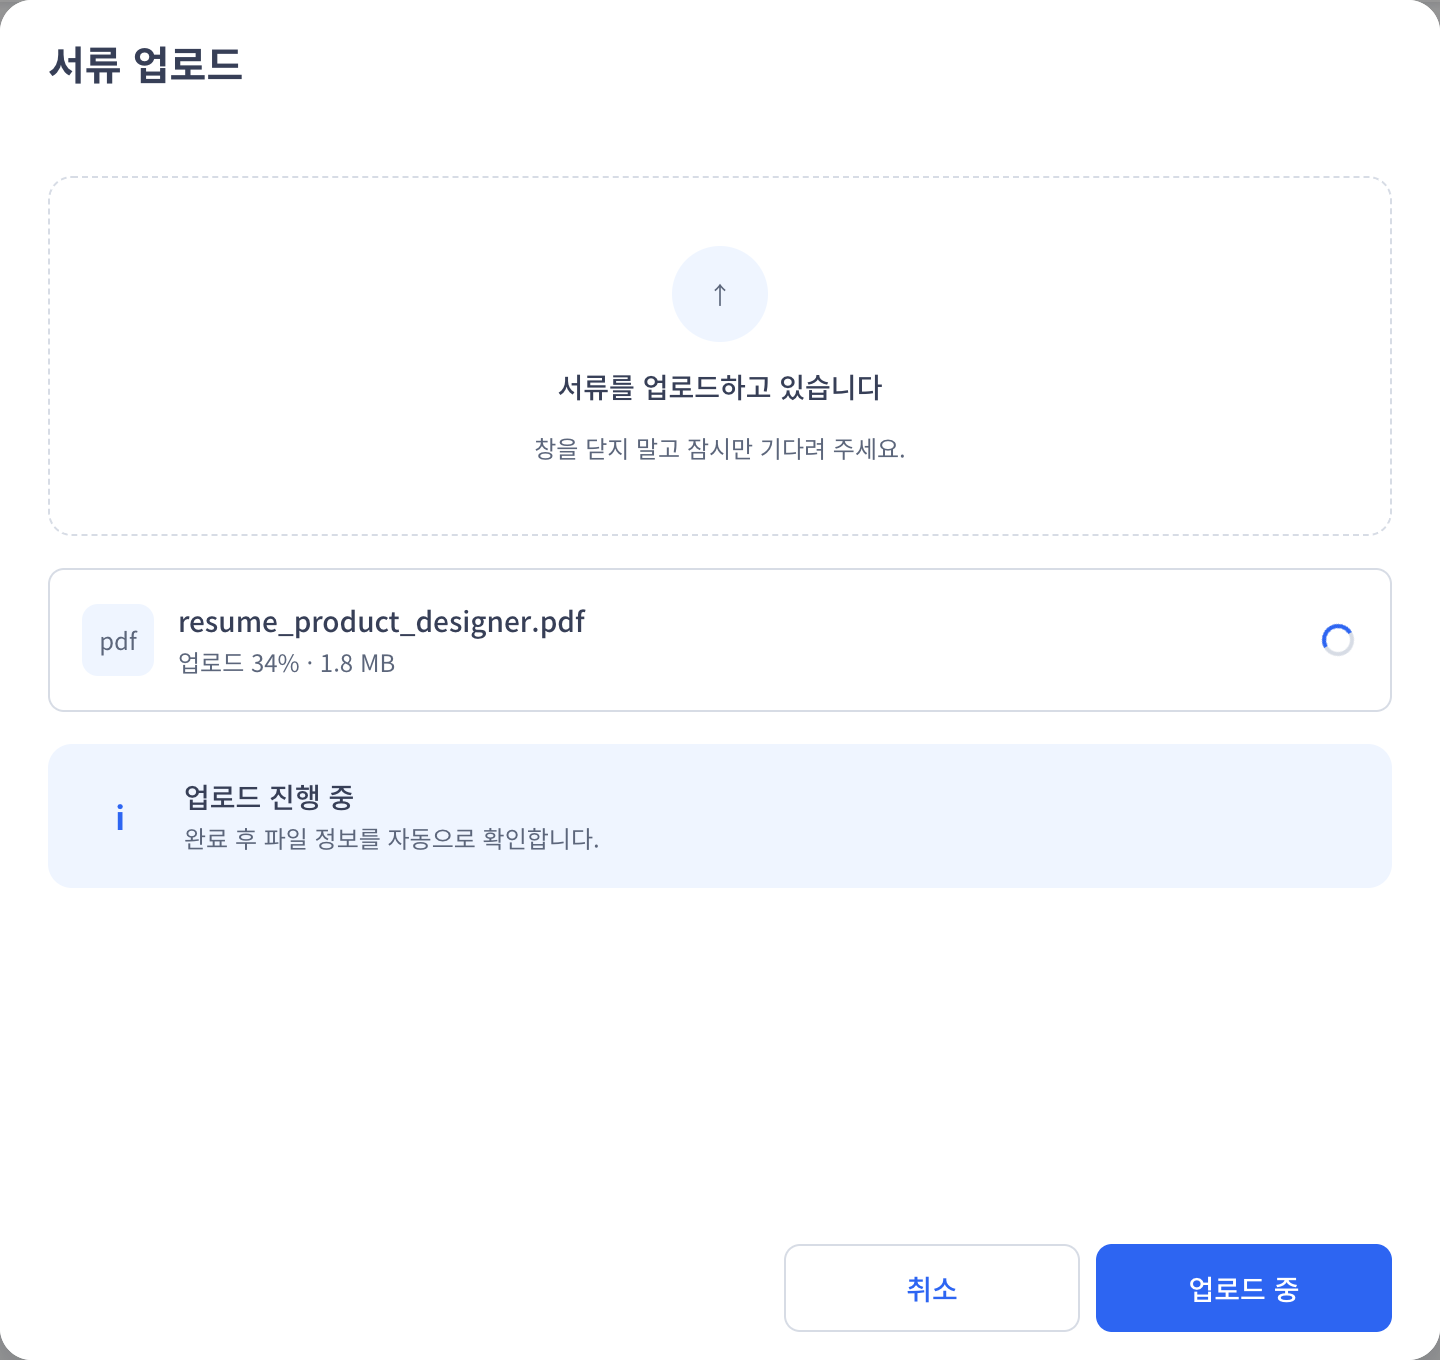 서류 업로드
↑
서류를 업로드하고 있습니다
창을 닫지 말고 잠시만 기다려 주세요.
pdf
resume_product_designer.pdf
업로드 34% · 1.8 MB
i
업로드 진행 중
완료 후 파일 정보를 자동으로 확인합니다.
취소
업로드 중